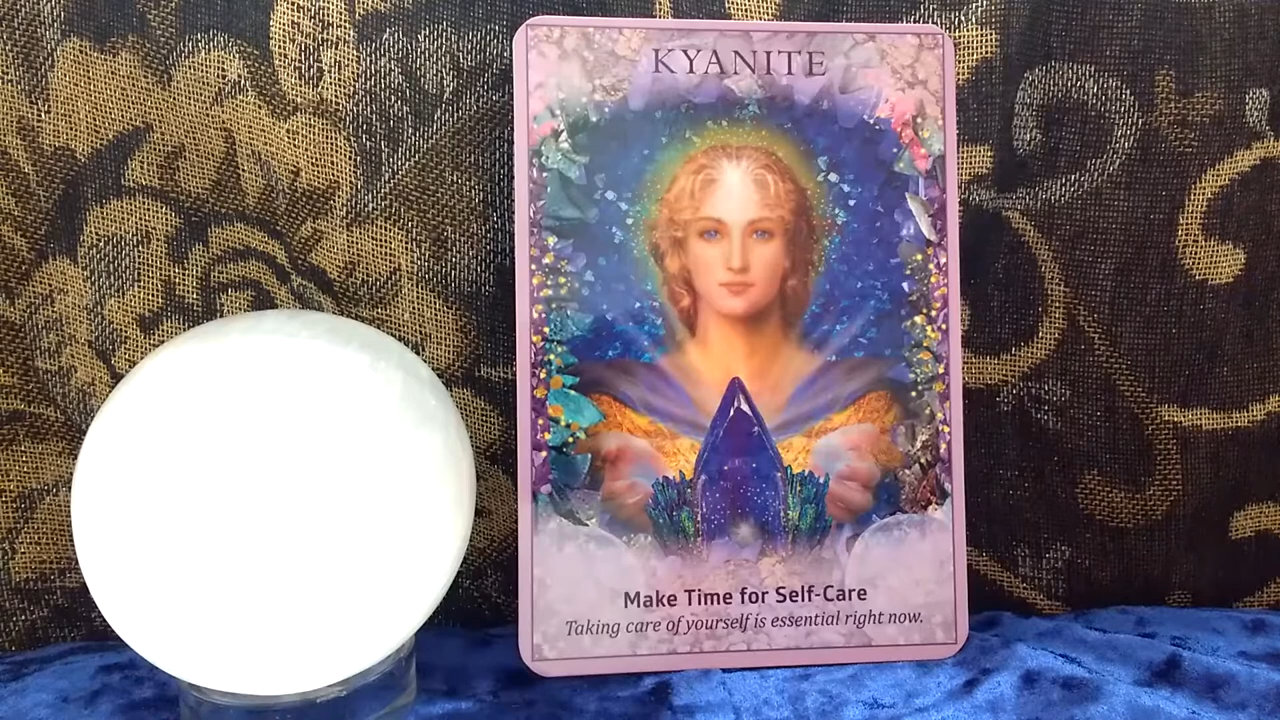 KYANITE
Make Time for Self-Care
Taking care of yourself is essential right now.